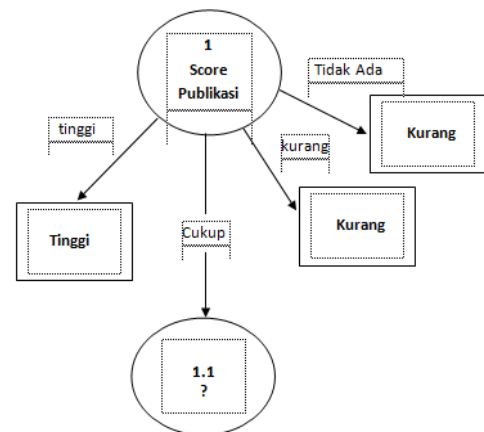 1
Score
Publikasi
Tidak Ada
tinggi
kurang
Kurang
Kurang
Tinggi
Cukup
1.1
?